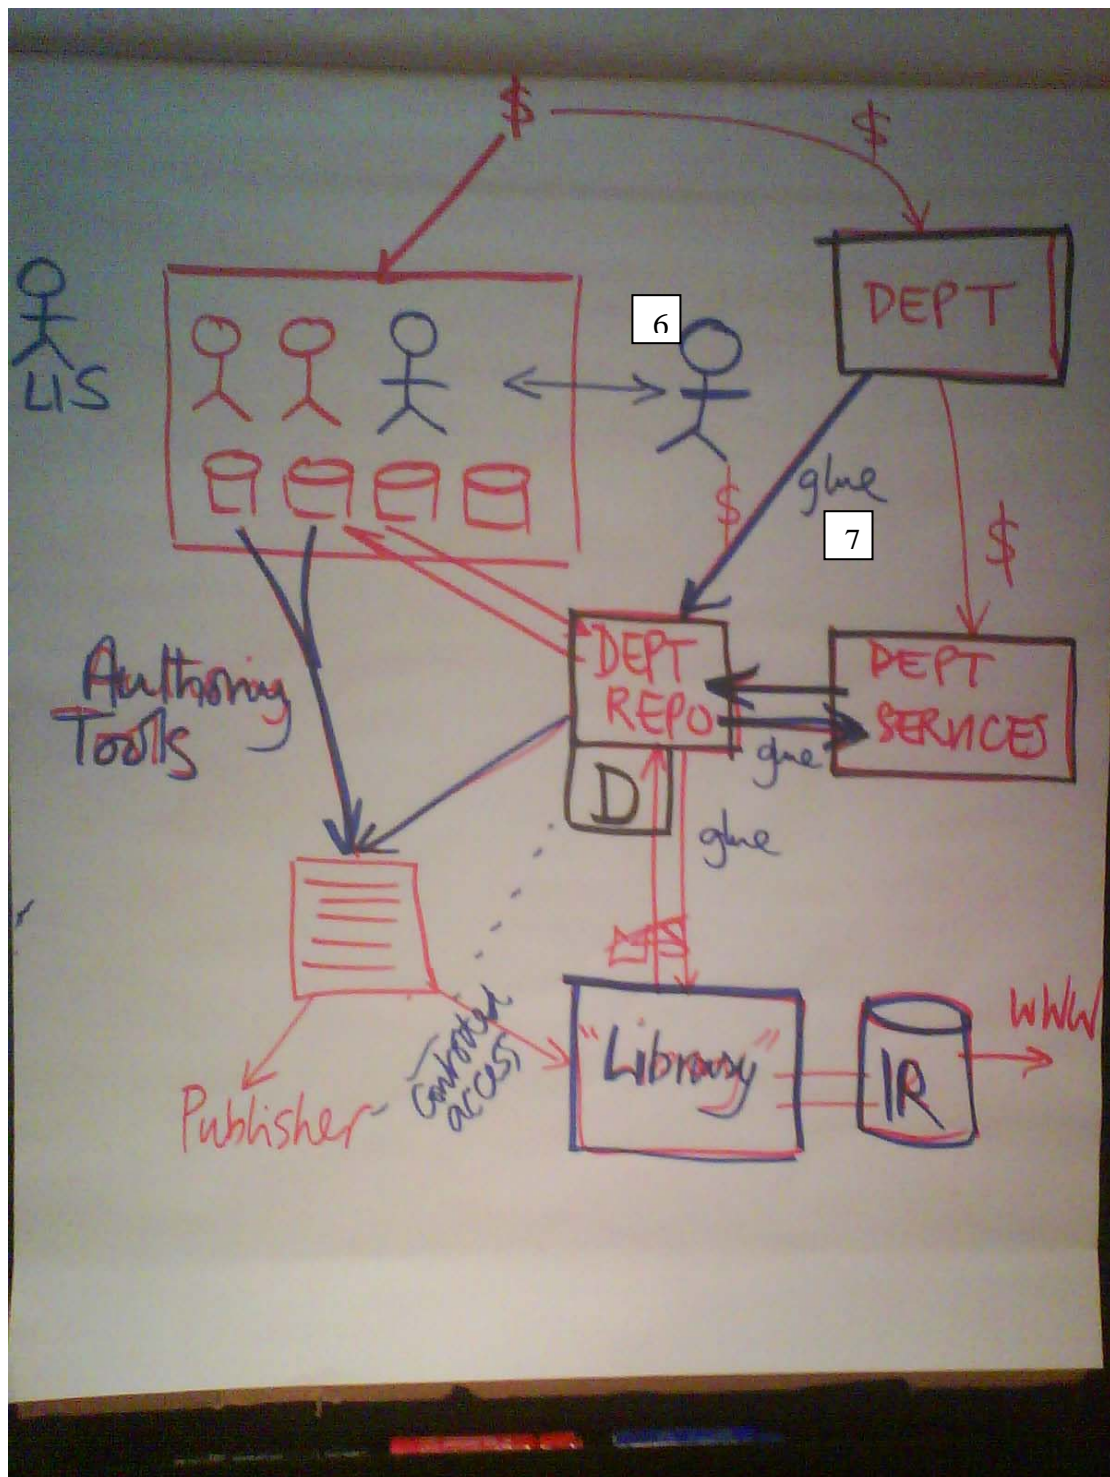 $
$
DEPT
LIS
6
glue
$
7
$
DEPT
REPO
DEPT
SERVICES
glue
Authoring
Tools
D
glue
"Library"
IR
WWW
Controlled
access
Publisher